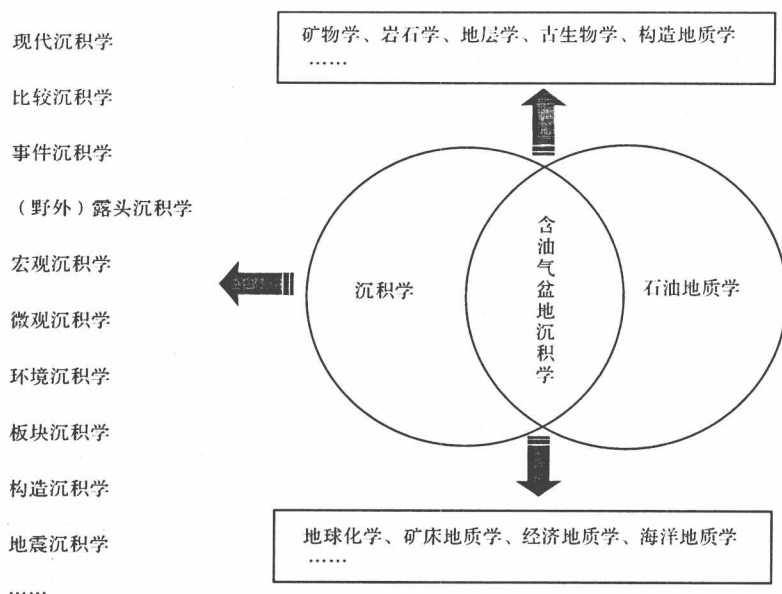 现代沉积学
比较沉积学
事件沉积学
（野外）露头沉积学
宏观沉积学
微观沉积学
环境沉积学
板块沉积学
构造沉积学
地震沉积学
……
矿物学、岩石学、地层学、古生物学、构造地质学
……
沉积学
含油气盆地沉积学
石油地质学
地球化学、矿床地质学、经济地质学、海洋地质学
……